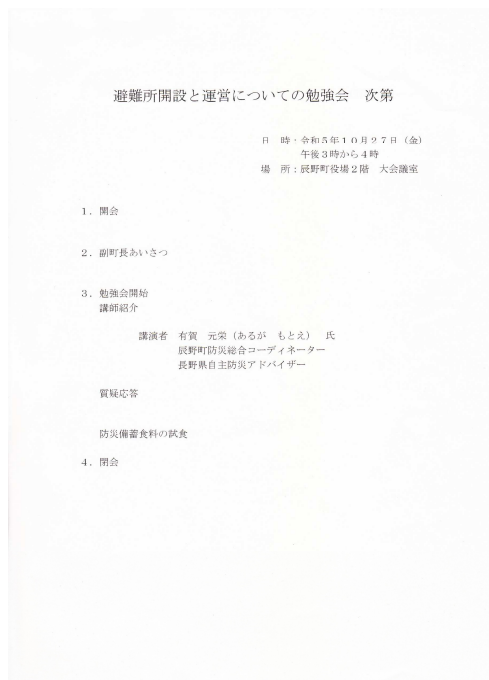 避難所開設と運営についての勉強会　次第
日　時：令和5年10月27日（金）
午後3時から4時
場　所：辰野町役場2階　大会議室
1．開会
2．副町長あいさつ
3．勉強会開始
講師紹介
講演者　有賀　元栄（あるが　もとえ）　氏
辰野町防災総合コーディネーター
長野県自主防災アドバイザー
質疑応答
防災備蓄食料の試食
4．閉会